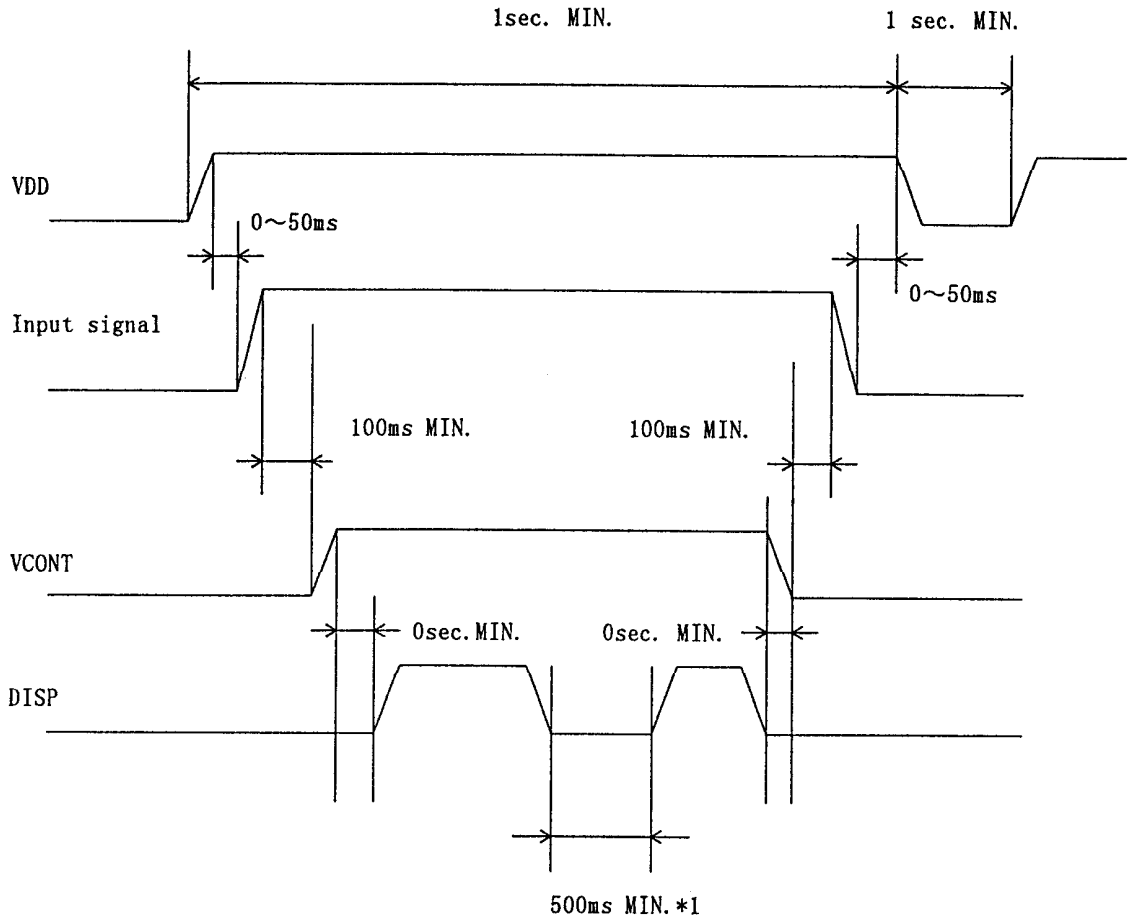 1sec. MIN.
1 sec. MIN.
VDD
0～50ms
0～50ms
Input signal
100ms MIN.
100ms MIN.
VCONT
0sec.MIN.
0sec. MIN.
DISP
500ms MIN.*1